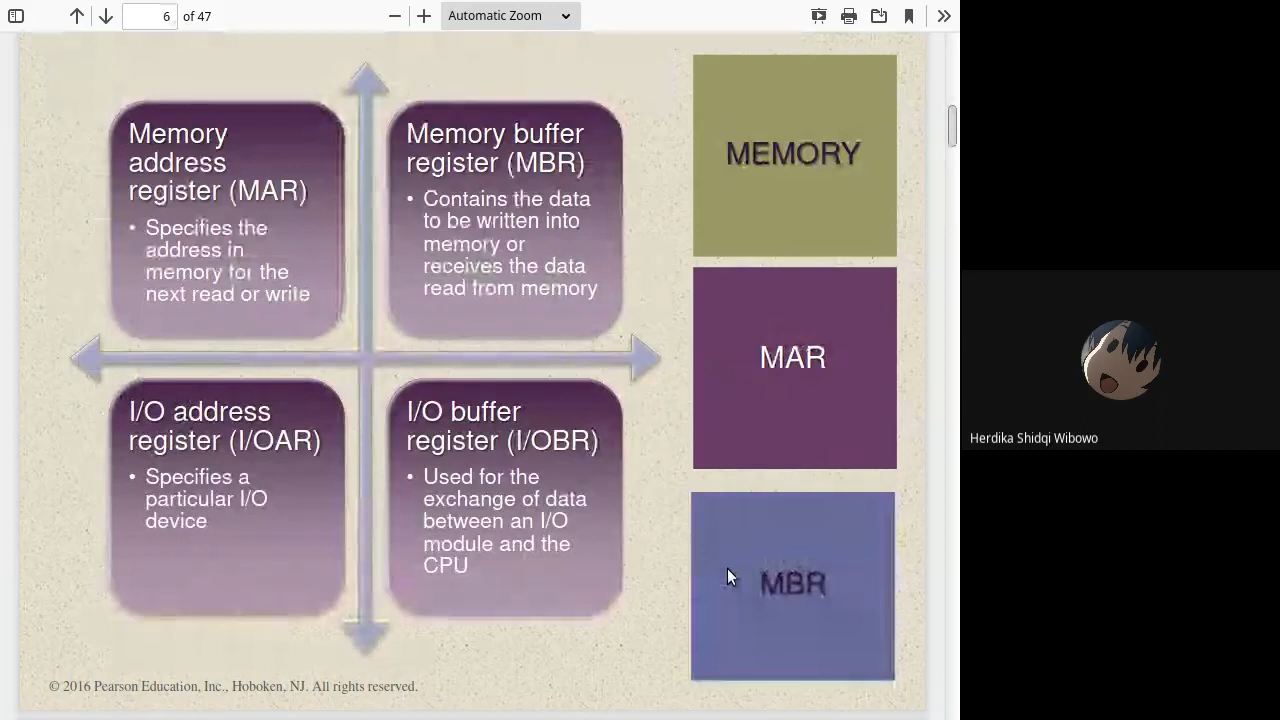 6 of 47
Automatic Zoom
Memory
address
register (MAR)
• Specifies the
address in
memory for the
next read or write
Memory buffer
register (MBR)
• Contains the data
to be written into
memory or
receives the data
read from memory
I/O address
register (I/OAR)
• Specifies a
particular I/O
device
I/O buffer
register (I/OBR)
• Used for the
exchange of data
between an I/O
module and the
CPU
MEMORY
MAR
MBR
© 2016 Pearson Education, Inc., Hoboken, NJ. All rights reserved.
Herdika Shidqi Wibowo